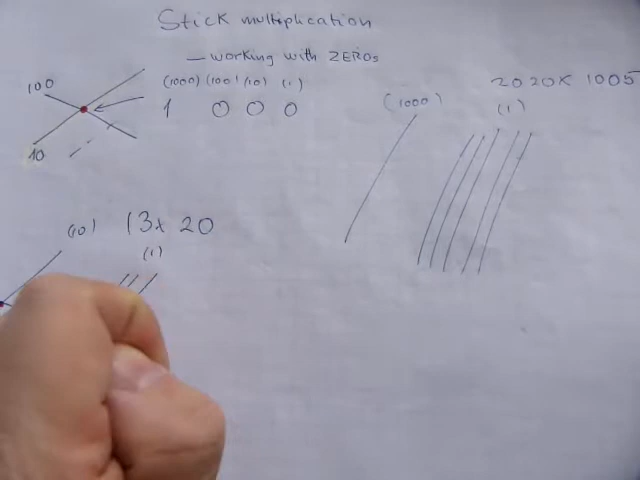 Stick multiplication
— working with ZEROs
100
(1000) (100) (10) (1)
1 0 0 0
10
2020 x 1005
(1000) (1)
13 x 20
(10)
(1)